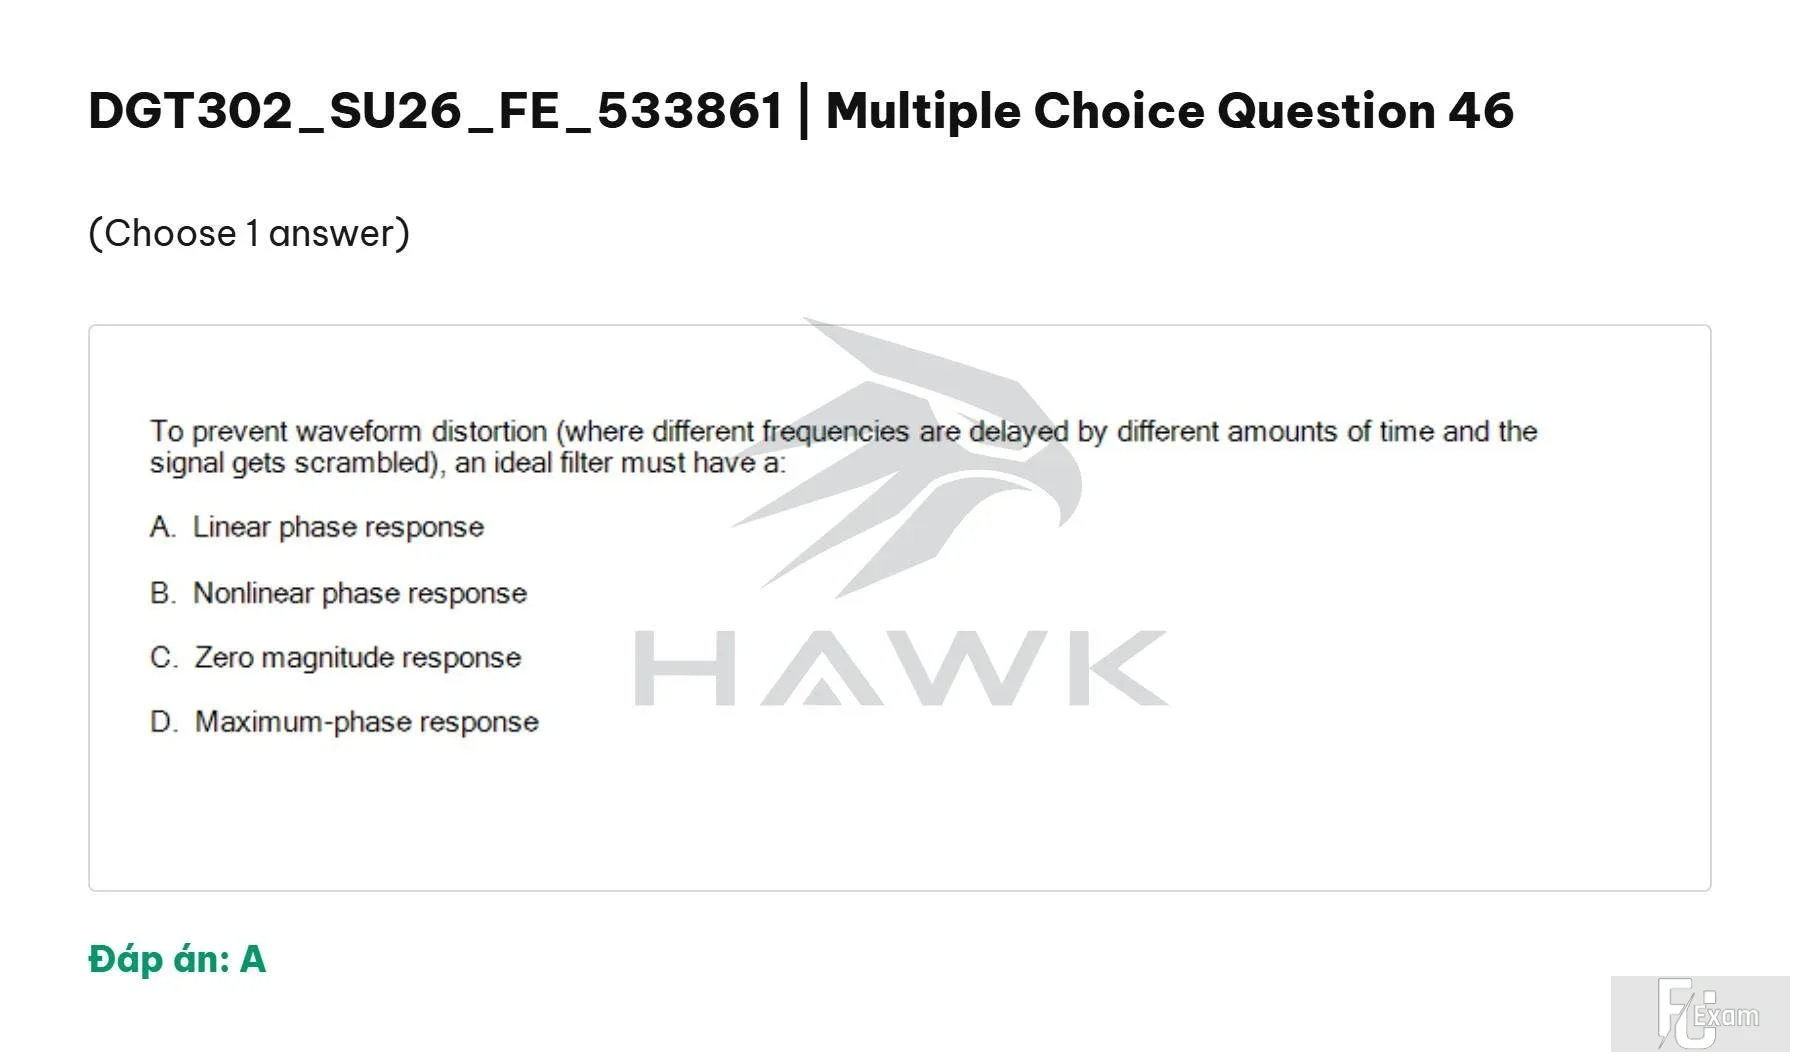 DGT302_SU26_FE_533861 | Multiple Choice Question 46
(Choose 1 answer)
To prevent waveform distortion (where different frequencies are delayed by different amounts of time and the
signal gets scrambled), an ideal filter must have a:
A. Linear phase response
B. Nonlinear phase response
C. Zero magnitude response
D. Maximum-phase response
HAWK
Đáp án: A
Exam